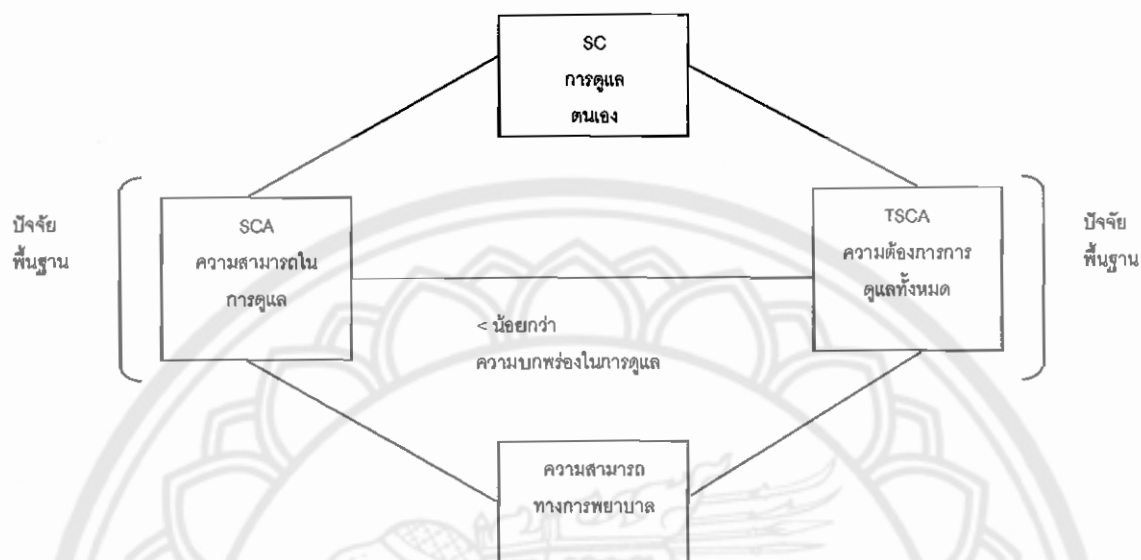 SC
การดูแล
ตนเอง
ปัจจัย
พื้นฐาน
SCA
ความสามารถใน
การดูแล
TSCA
ความต้องการการ
ดูแลทั้งหมด
ปัจจัย
พื้นฐาน
< น้อยกว่า
ความบกพร่องในการดูแล
ความสามารถ
ทางการพยาบาล